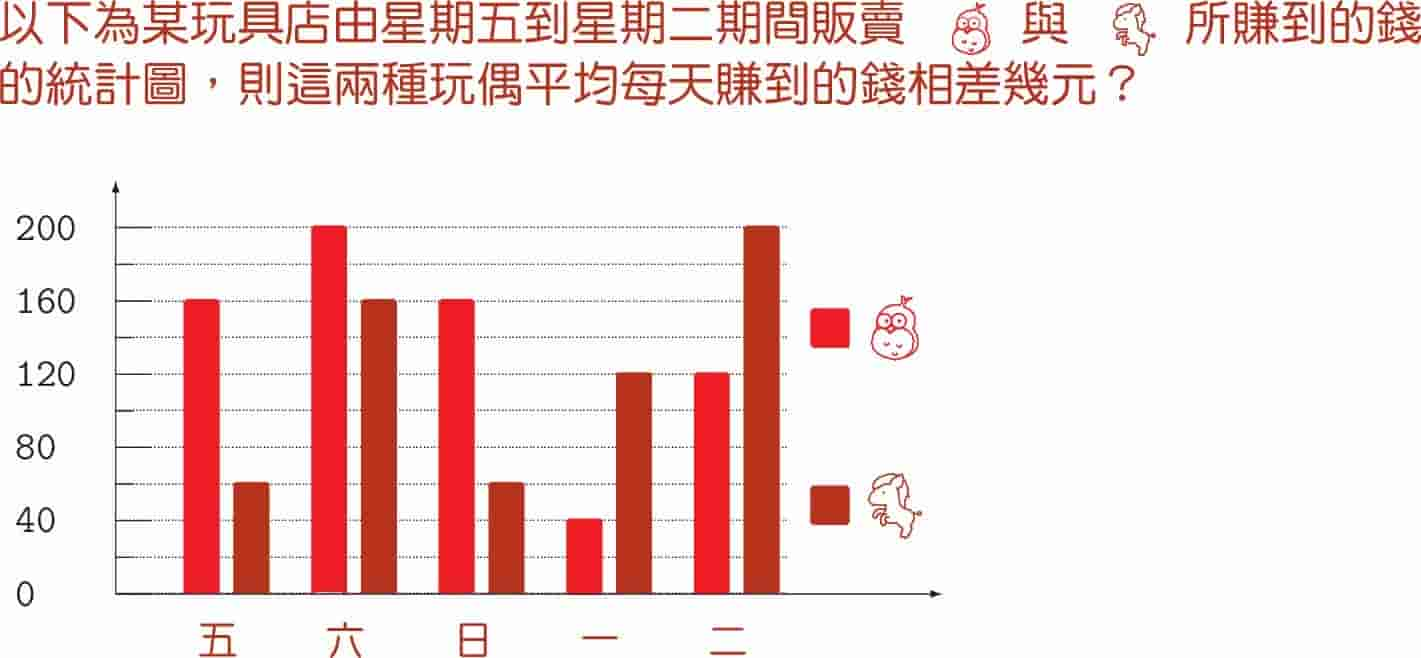 以下為某玩具店由星期五到星期二期間販賣 與 所賺到的錢
的統計圖，則這兩種玩偶平均每天賺到的錢相差幾元？
200
160
120
80
40
0
五 六 日 一 二